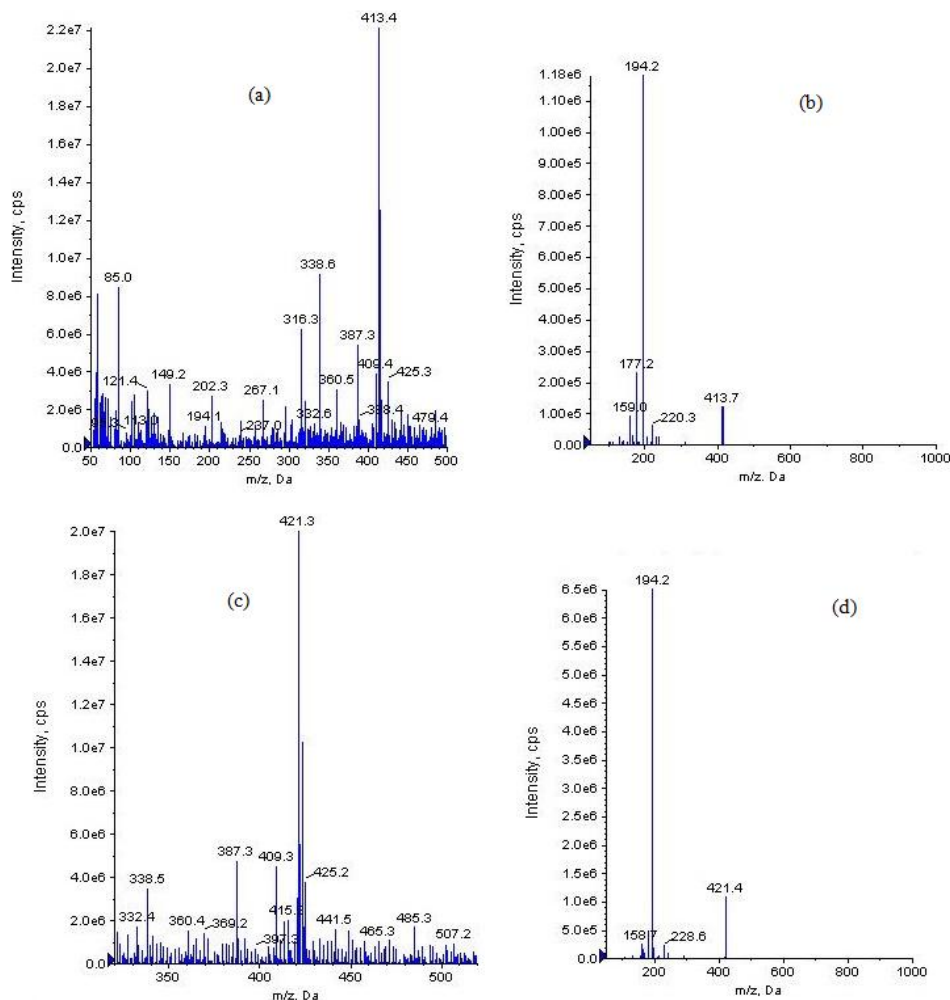 413.4
2.2e7
2.0e7
1.8e7
1.6e7
1.4e7
1.2e7
1.0e7
8.0e6
6.0e6
4.0e6
2.0e6
0.0
(a)
85.0
338.6
316.3
387.3
409.4
425.3
121.4
149.2
202.3
267.1
360.5
194.1
237.0
332.6
479.4
50 100 150 200 250 300 350 400 450 500
m/z, Da
Intensity, cps
1.18e6
1.10e6
1.00e6
9.00e5
8.00e5
7.00e5
6.00e5
5.00e5
4.00e5
3.00e5
2.00e5
1.00e5
0.00
194.2
(b)
177.2
159.0
220.3
413.7
200 400 600 800 1000
m/z, Da
Intensity, cps
421.3
2.0e7
1.8e7
1.6e7
1.4e7
1.2e7
1.0e7
8.0e6
6.0e6
4.0e6
2.0e6
0.0
(c)
387.3
409.3
425.2
338.5
332.4
360.4
369.2
397.3
441.5
465.3
485.3
507.2
350 400 450 500
m/z, Da
Intensity, cps
194.2
6.5e6
6.0e6
5.5e6
5.0e6
4.5e6
4.0e6
3.5e6
3.0e6
2.5e6
2.0e6
1.5e6
1.0e6
5.0e5
0.0
(d)
421.4
228.6
200 400 600 800 1000
m/z, Da
Intensity, cps